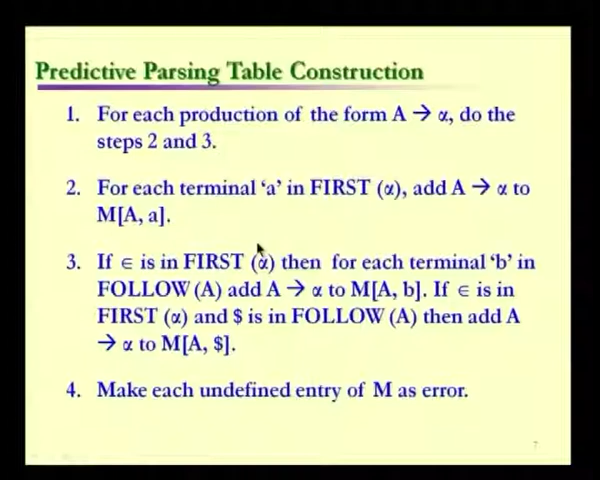 Predictive Parsing Table Construction
1. For each production of the form A → α, do the
steps 2 and 3.
2. For each terminal ‘a’ in FIRST (α), add A → α to
M[A, a].
3. If ∈ is in FIRST (α) then for each terminal ‘b’ in
FOLLOW (A) add A → α to M[A, b]. If ∈ is in
FIRST (α) and $ is in FOLLOW (A) then add A
→ α to M[A, $].
4. Make each undefined entry of M as error.
7